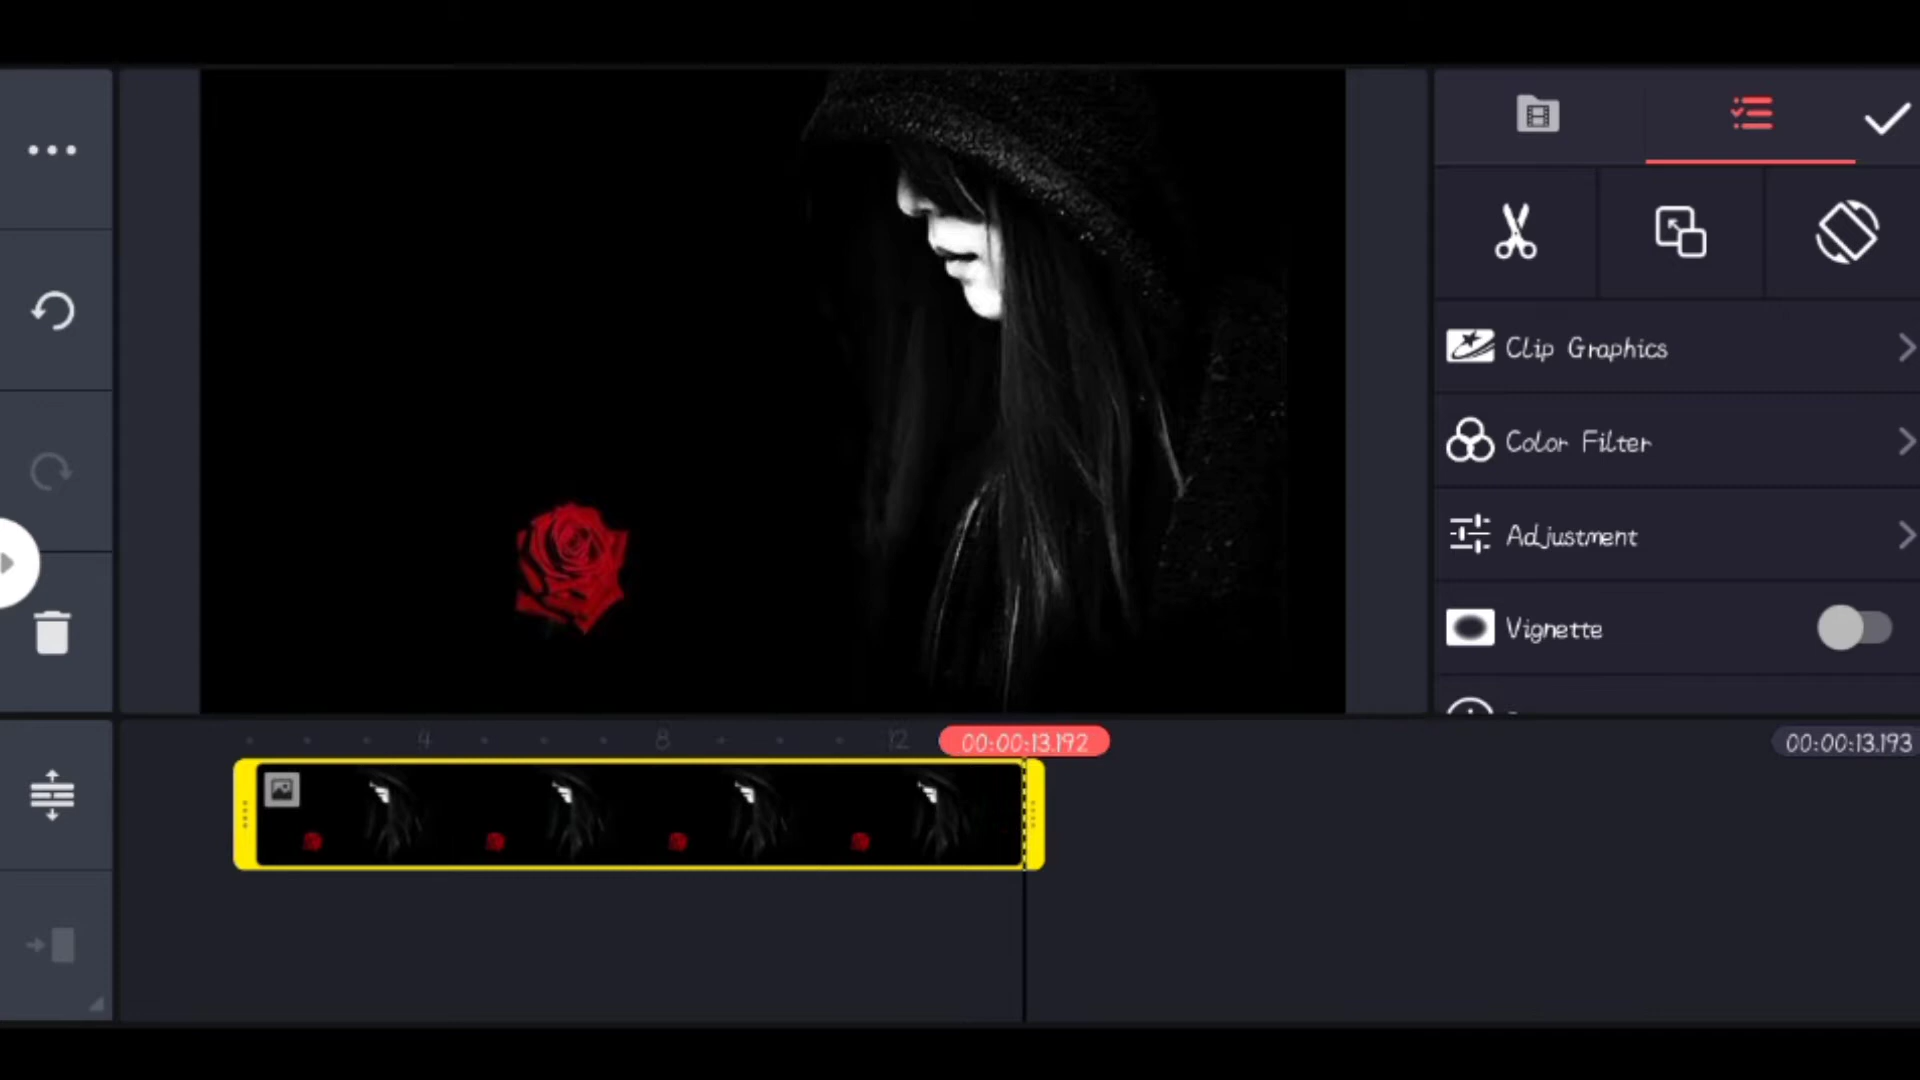 Clip Graphics
Color Filter
Adjustment
Vignette
4
8
12
00:00:13.192
00:00:13.193